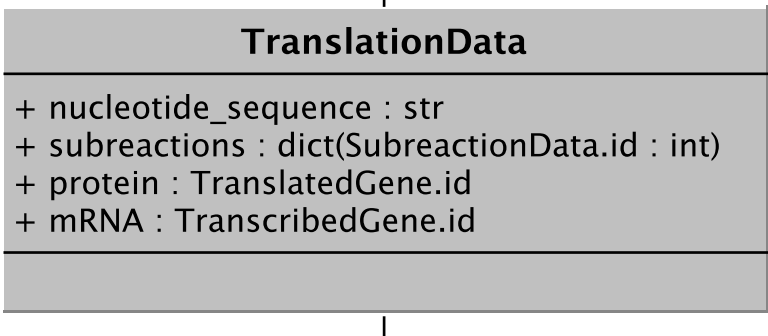 TranslationData
+ nucleotide_sequence : str
+ subreactions : dict(SubreactionData.id : int)
+ protein : TranslatedGene.id
+ mRNA : TranscribedGene.id